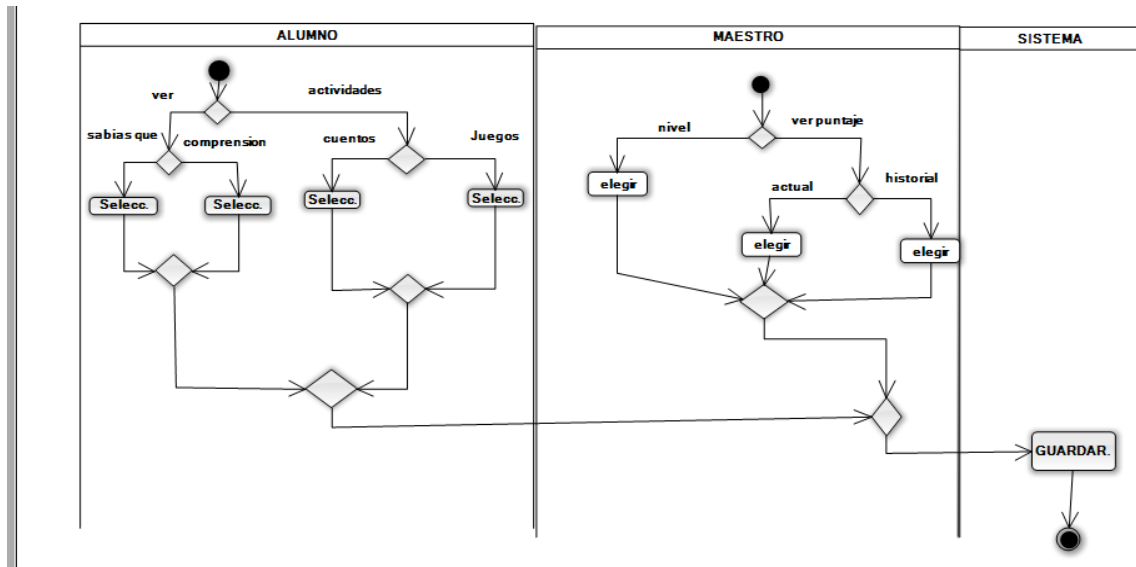 ALUMNO
MAESTRO
SISTEMA
ver
actividades
sabias que
comprension
cuentos
Juegos
Selecc.
Selecc.
Selecc.
Selecc.
nivel
ver puntaje
elegir
actual
historial
elegir
elegir
GUARDAR.